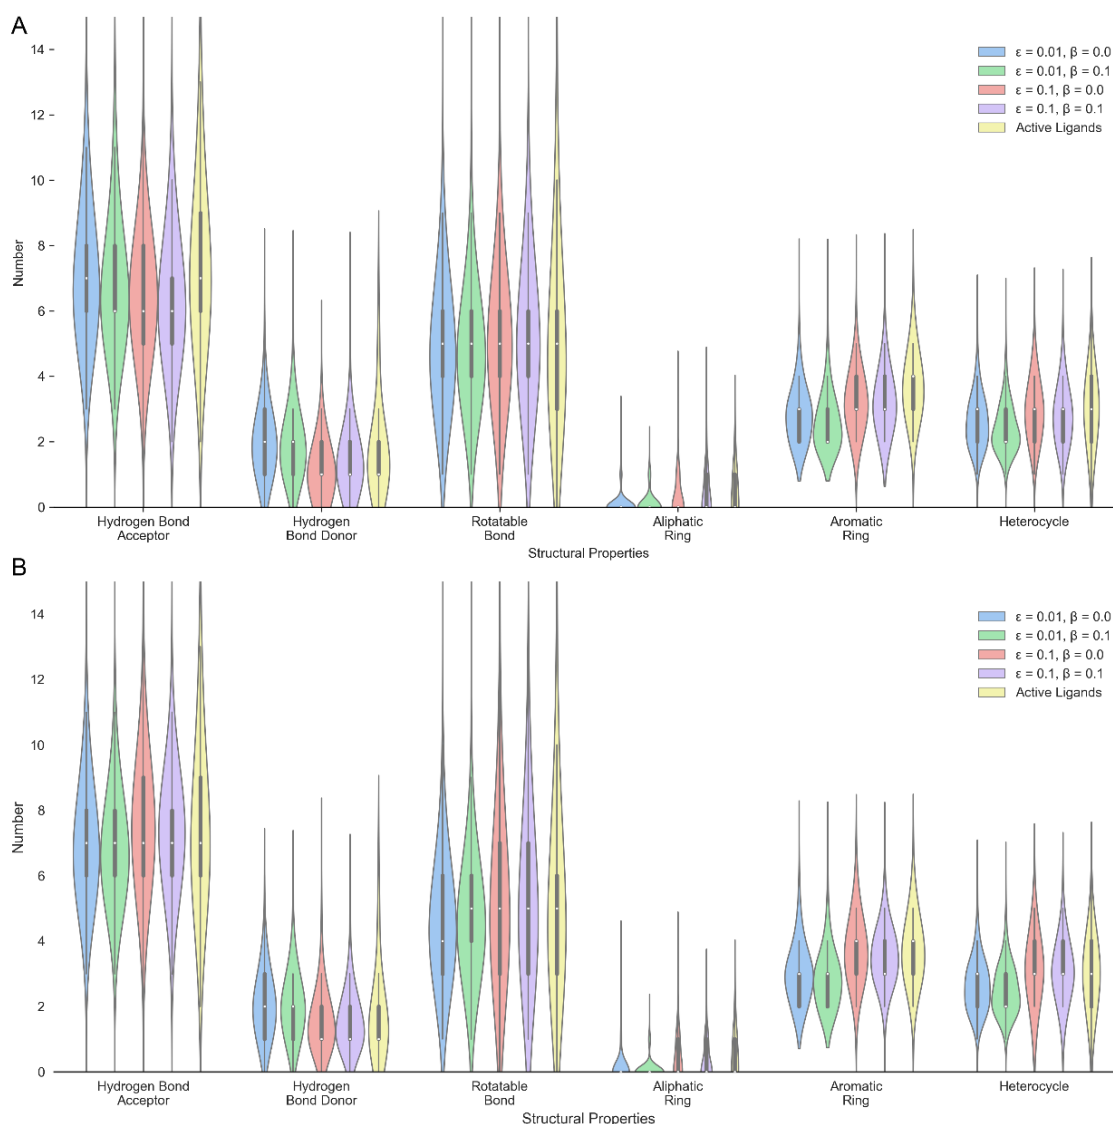 A
14
12
10
8
6
4
2
0
Number
ε = 0.01, β = 0.0
ε = 0.01, β = 0.1
ε = 0.1, β = 0.0
ε = 0.1, β = 0.1
Active Ligands
Hydrogen Bond
Acceptor
Hydrogen
Bond Donor
Rotatable
Bond
Aliphatic
Ring
Aromatic
Ring
Heterocycle
Structural Properties
B
14
12
10
8
6
4
2
0
Number
ε = 0.01, β = 0.0
ε = 0.01, β = 0.1
ε = 0.1, β = 0.0
ε = 0.1, β = 0.1
Active Ligands
Hydrogen Bond
Acceptor
Hydrogen
Bond Donor
Rotatable
Bond
Aliphatic
Ring
Aromatic
Ring
Heterocycle
Structural Properties